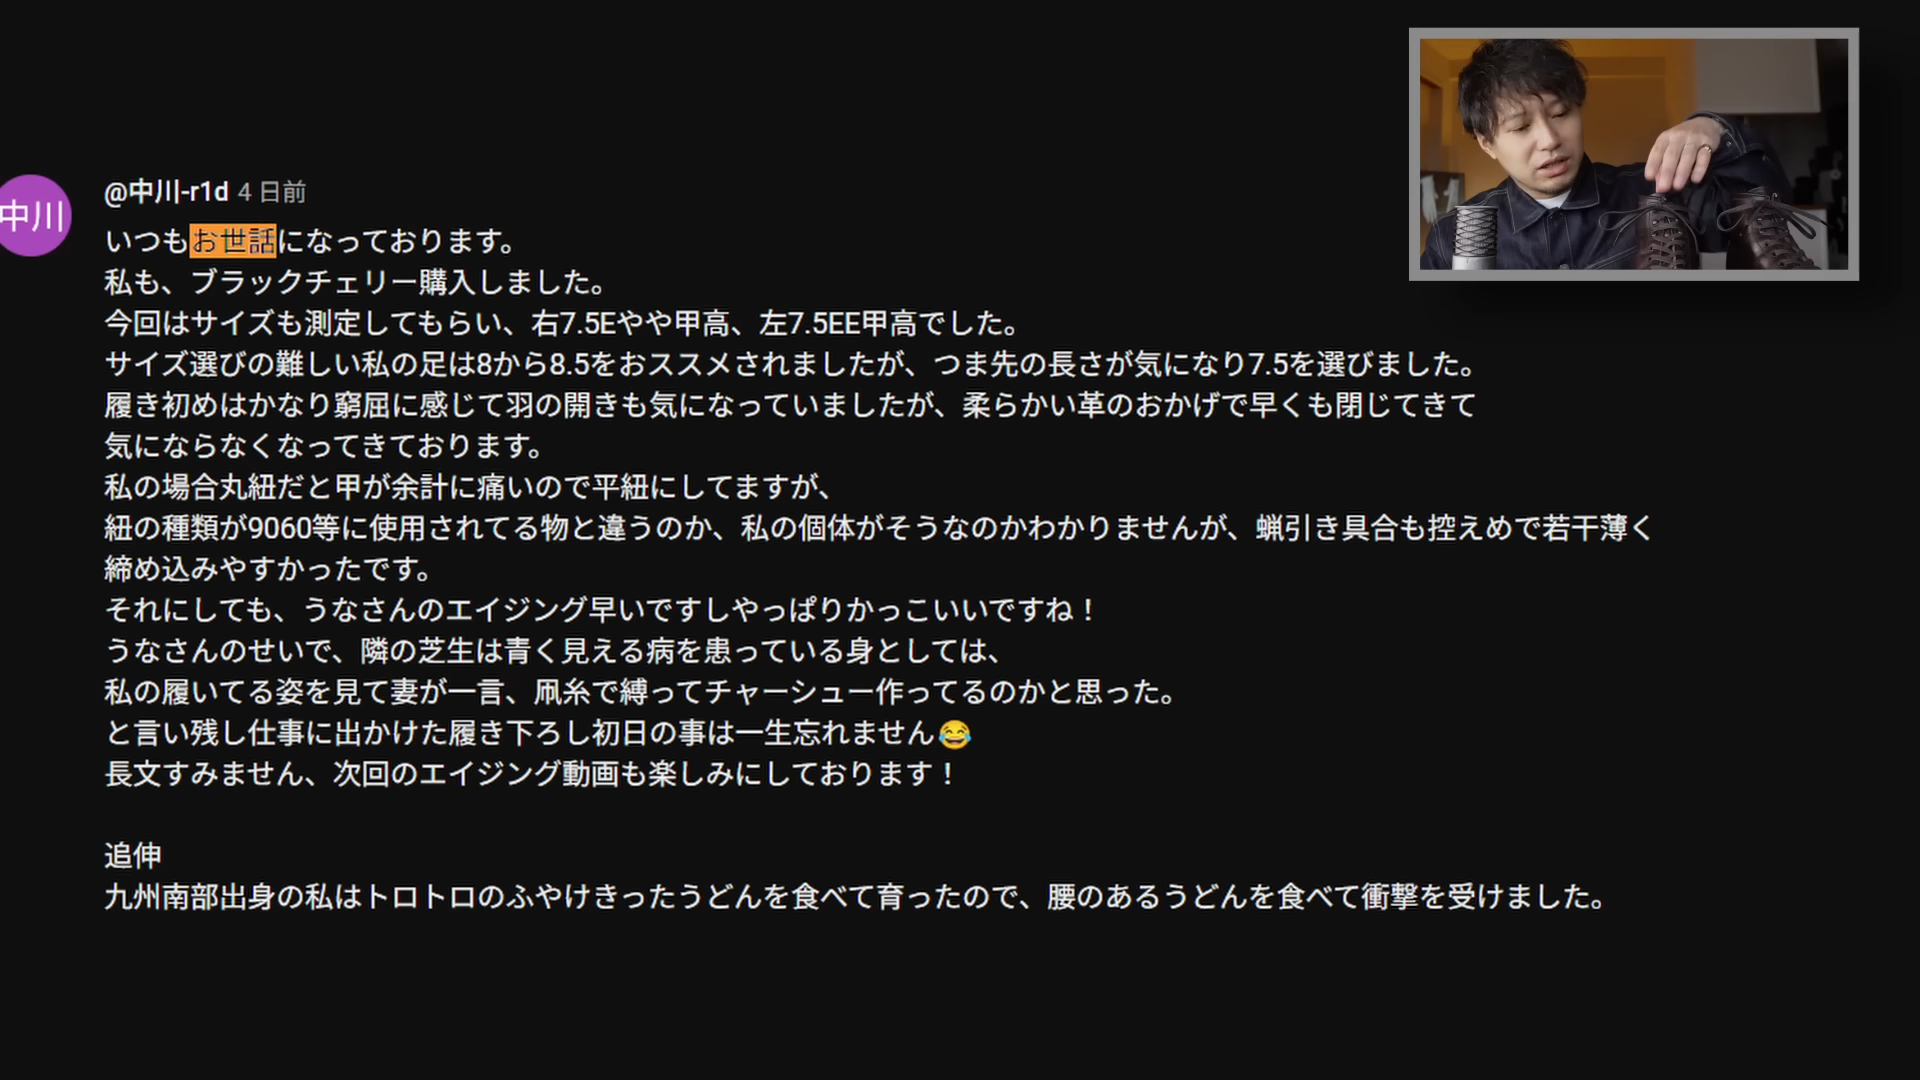 中川
@中川-r1d 4 日前
いつもお世話になっております。
私も、ブラックチェリー購入しました。
今回はサイズも測定してもらい、右7.5Eやや甲高、左7.5EE甲高でした。
サイズ選びの難しい私の足は8から8.5をおススメされましたが、つま先の長さが気になり7.5を選びました。
履き初めはかなり窮屈に感じて羽の開きも気になっていましたが、柔らかい革のおかげで早くも閉じてきて
気にならなくなってきております。
私の場合丸紐だと甲が余計に痛いので平紐にしてますが、
紐の種類が9060等に使用されてる物と違うのか、私の個体がそうなのかわかりませんが、蝋引き具合も控えめで若干薄く
締め込みやすかったです。
それにしても、うなさんのエイジング早いですしやっぱりかっこいいですね！
うなさんのせいで、隣の芝生は青く見える病を患っている身としては、
私の履いてる姿を見て妻が一言、凧糸で縛ってチャーシュー作ってるのかと思った。
と言い残し仕事に出かけた履き下ろし初日の事は一生忘れません😂
長文すみません、次回のエイジング動画も楽しみにしております！
追伸
九州南部出身の私はトロトロのふやけきったうどんを食べて育ったので、腰のあるうどんを食べて衝撃を受けました。